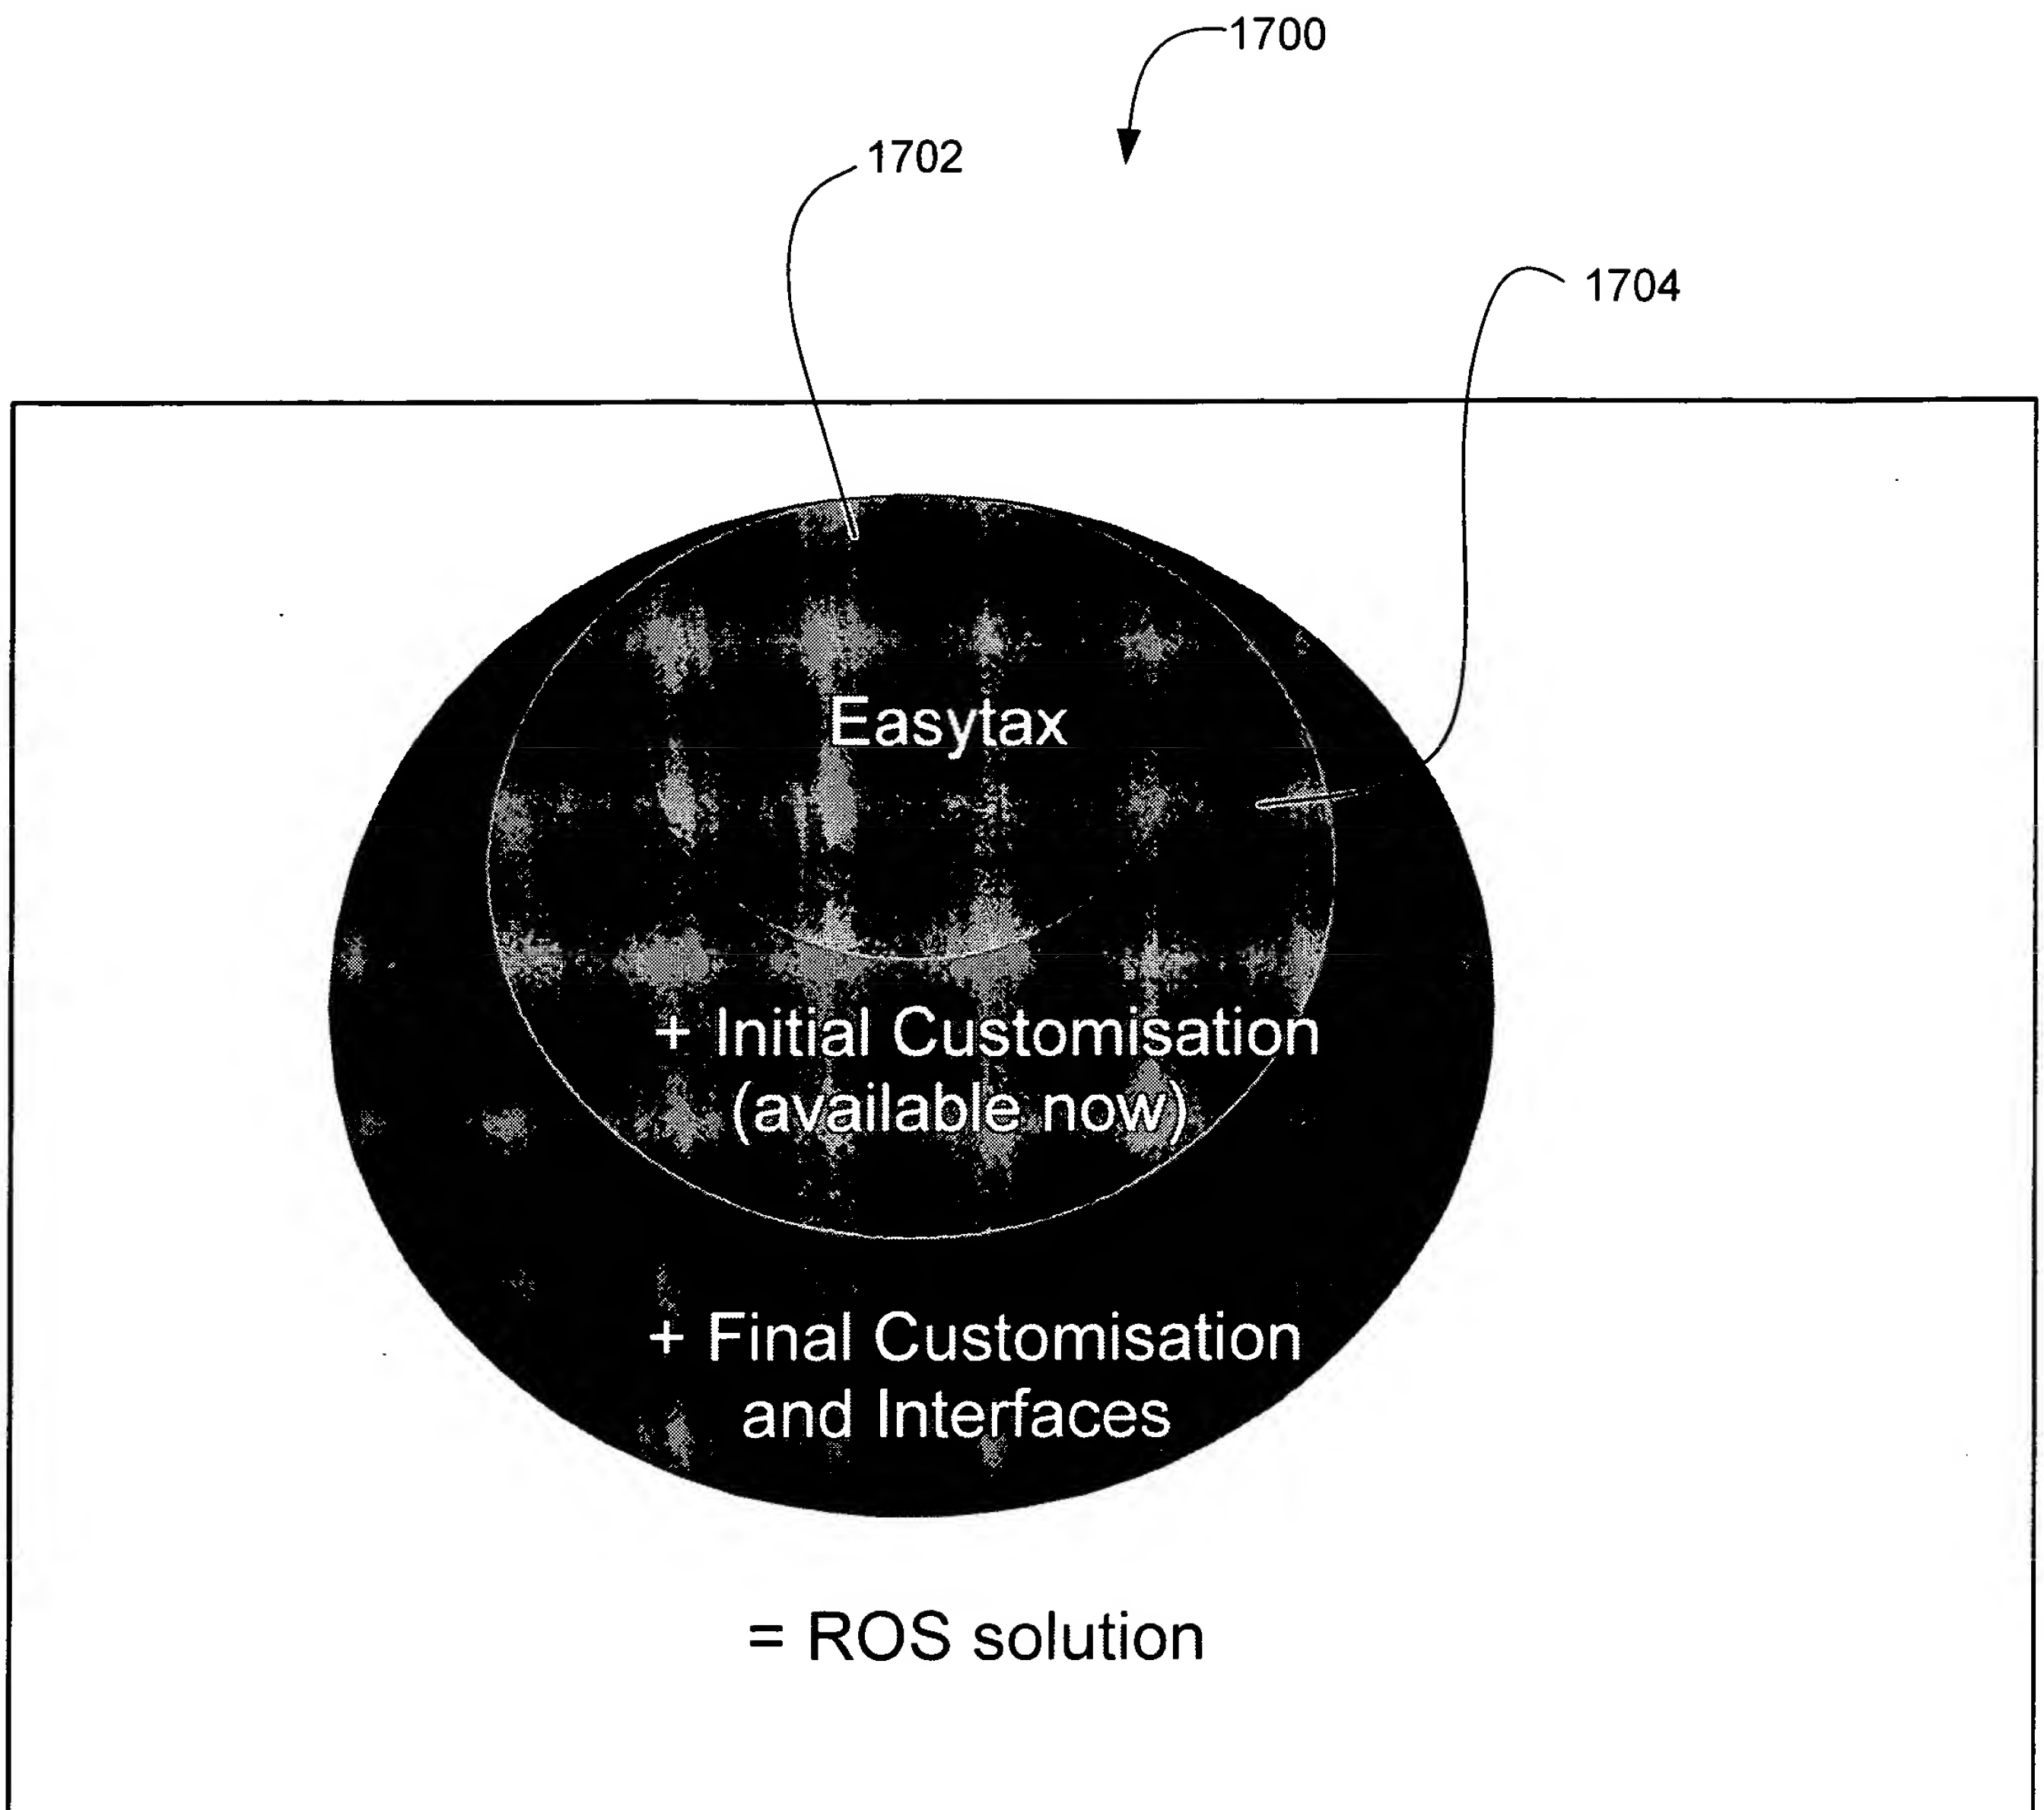 1700
1702
1704
Easytax
+ Initial Customisation
(available now)
+ Final Customisation
and Interfaces
= ROS solution